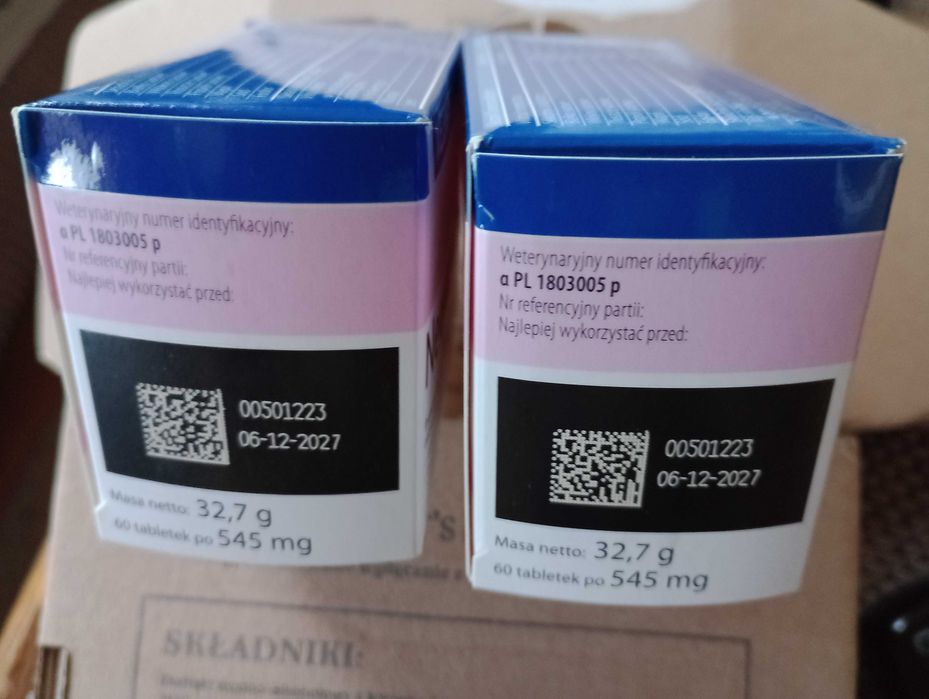 Weterynaryjny numer identyfikacyjny:
α PL 1803005 p
Nr referencyjny partii:
Najlepiej wykorzystać przed:
00501223
06-12-2027
Masa netto: 32,7 g
60 tabletek po 545 mg
Weterynaryjny numer identyfikacyjny:
α PL 1803005 p
Nr referencyjny partii:
Najlepiej wykorzystać przed:
00501223
06-12-2027
Masa netto: 32,7 g
60 tabletek po 545 mg
SKŁADNIKI: